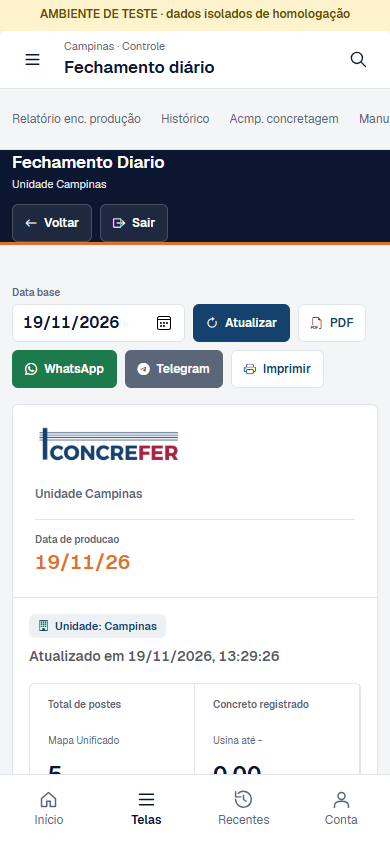 AMBIENTE DE TESTE · dados isolados de homologação
Campinas · Controle
Fechamento diário
Relatório enc. produção Histórico Acmp. concretagem Manu
Fechamento Diario
Unidade Campinas
Voltar Sair
Data base
19/11/2026 Atualizar PDF
WhatsApp Telegram Imprimir
CONCREFER
Unidade Campinas
Data de producao
19/11/26
Unidade: Campinas
Atualizado em 19/11/2026, 13:29:26
Total de postes Concreto registrado
Mapa Unificado Usina até -
5 0,00
Início Telas Recentes Conta